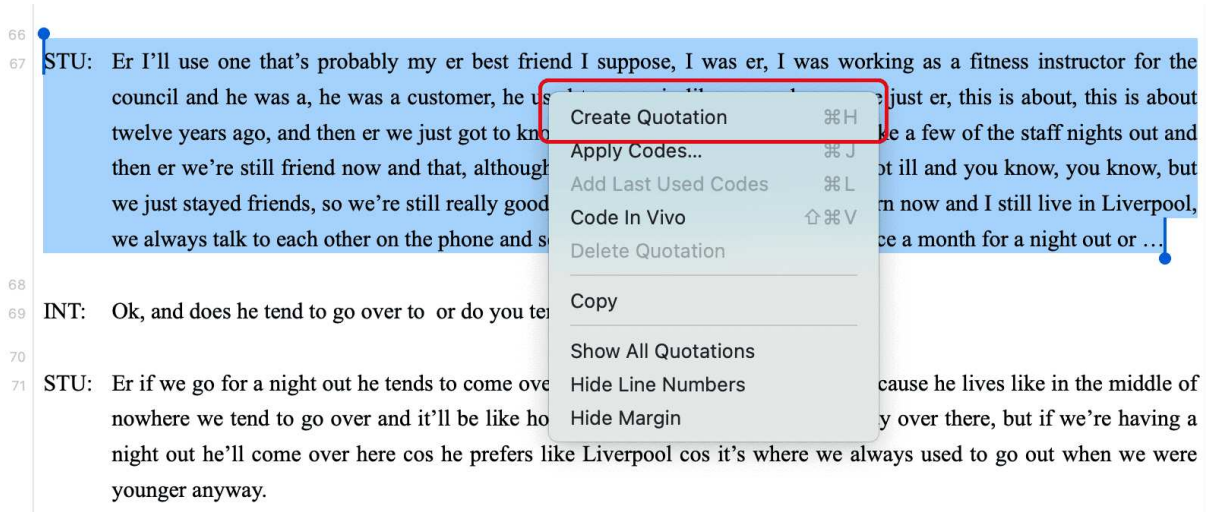 66
67 STU: Er I’ll use one that’s probably my er best friend I suppose, I was er, I was working as a fitness instructor for the
council and he was a, he was a customer, he just er, this is about, this is about
twelve years ago, and then er we just got to a few of the staff nights out and
then er we’re still friend now and that, although ill and you know, you know, but
we just stayed friends, so we’re still really good now and I still live in Liverpool,
we always talk to each other on the phone and a month for a night out or …
Create Quotation ⌘H
Apply Codes... ⌘J
Add Last Used Codes ⌘L
Code In Vivo ⇧⌘V
Delete Quotation
Copy
Show All Quotations
Hide Line Numbers
Hide Margin
68
69 INT: Ok, and does he tend to go over to or do you
70
71 STU: Er if we go for a night out he tends to come he lives like in the middle of
nowhere we tend to go over and it’ll be like over there, but if we’re having a
night out he’ll come over here cos he prefers like Liverpool cos it’s where we always used to go out when we were
younger anyway.